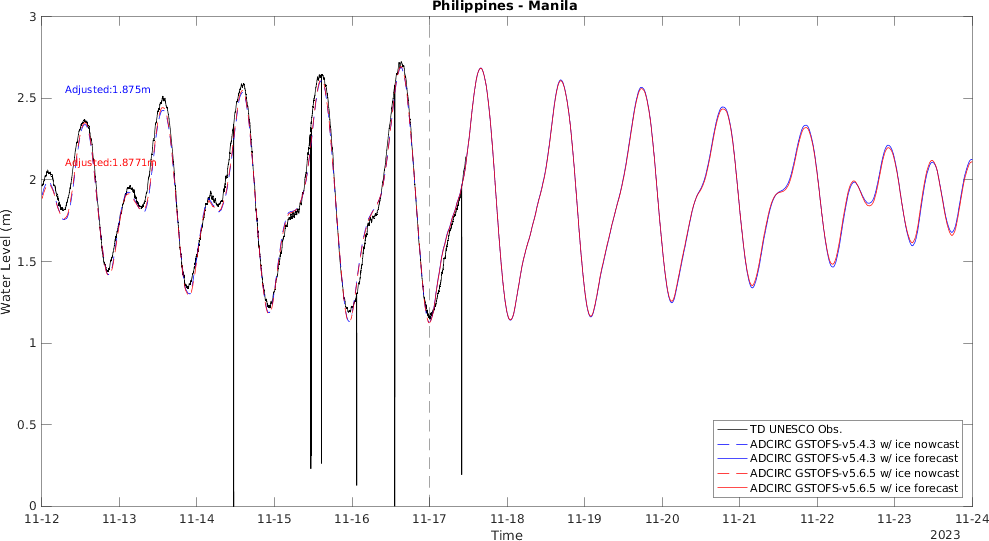 Philippines - Manila
3
2.5
2
1.5
1
0.5
0
Water Level (m)
Adjusted:1.875m
Adjusted:1.8771m
TD UNESCO Obs.
ADCIRC GSTOFS-v5.4.3 w/ ice nowcast
ADCIRC GSTOFS-v5.4.3 w/ ice forecast
ADCIRC GSTOFS-v5.6.5 w/ ice nowcast
ADCIRC GSTOFS-v5.6.5 w/ ice forecast
11-12 11-13 11-14 11-15 11-16 11-17 11-18 11-19 11-20 11-21 11-22 11-23 11-24
Time
2023